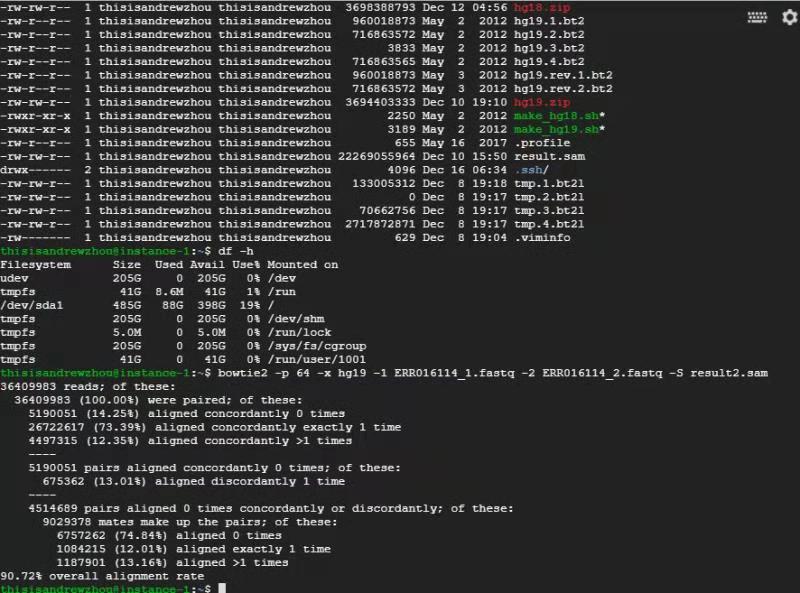 -rw-rw-r-- 1 thisisandrewzhou thisisandrewzhou 3698388793 Dec 12 04:56 hg18.zip
-rw-r--r-- 1 thisisandrewzhou thisisandrewzhou 960018873 May 2 2012 hg19.1.bt2
-rw-r--r-- 1 thisisandrewzhou thisisandrewzhou 716863572 May 2 2012 hg19.2.bt2
-rw-r--r-- 1 thisisandrewzhou thisisandrewzhou 3833 May 2 2012 hg19.3.bt2
-rw-r--r-- 1 thisisandrewzhou thisisandrewzhou 716863565 May 2 2012 hg19.4.bt2
-rw-r--r-- 1 thisisandrewzhou thisisandrewzhou 960018873 May 3 2012 hg19.rev.1.bt2
-rw-r--r-- 1 thisisandrewzhou thisisandrewzhou 716863572 May 3 2012 hg19.rev.2.bt2
-rw-rw-r-- 1 thisisandrewzhou thisisandrewzhou 3694403333 Dec 10 19:10 hg19.zip
-rwxr-xr-x 1 thisisandrewzhou thisisandrewzhou 2250 May 2 2012 make_hg18.sh*
-rwxr-xr-x 1 thisisandrewzhou thisisandrewzhou 3189 May 2 2012 make_hg19.sh*
-rw-r--r-- 1 thisisandrewzhou thisisandrewzhou 655 May 16 2017 .profile
-rw-rw-r-- 1 thisisandrewzhou thisisandrewzhou 22269055964 Dec 10 15:50 result.sam
drwx------ 2 thisisandrewzhou thisisandrewzhou 4096 Dec 16 06:34 .ssh/
-rw-rw-r-- 1 thisisandrewzhou thisisandrewzhou 133005312 Dec 8 19:18 tmp.1.bt2l
-rw-rw-r-- 1 thisisandrewzhou thisisandrewzhou 0 Dec 8 19:17 tmp.2.bt2l
-rw-rw-r-- 1 thisisandrewzhou thisisandrewzhou 70662756 Dec 8 19:17 tmp.3.bt2l
-rw-rw-r-- 1 thisisandrewzhou thisisandrewzhou 2717872871 Dec 8 19:17 tmp.4.bt2l
-rw------- 1 thisisandrewzhou thisisandrewzhou 629 Dec 8 19:04 .viminfo
thisisandrewzhou@instance-1:~$ df -h
Filesystem Size Used Avail Use% Mounted on
udev 205G 0 205G 0% /dev
tmpfs 41G 8.6M 41G 1% /run
/dev/sda1 485G 88G 398G 19% /
tmpfs 205G 0 205G 0% /dev/shm
tmpfs 5.0M 0 5.0M 0% /run/lock
tmpfs 205G 0 205G 0% /sys/fs/cgroup
tmpfs 41G 0 41G 0% /run/user/1001
thisisandrewzhou@instance-1:~$ bowtie2 -p 64 -x hg19 -1 ERR016114_1.fastq -2 ERR016114_2.fastq -S result2.sam
36409983 reads; of these:
36409983 (100.00%) were paired; of these:
5190051 (14.25%) aligned concordantly 0 times
26722617 (73.39%) aligned concordantly exactly 1 time
4497315 (12.35%) aligned concordantly >1 times
----
5190051 pairs aligned concordantly 0 times; of these:
675362 (13.01%) aligned discordantly 1 time
----
4514689 pairs aligned 0 times concordantly or discordantly; of these:
9029378 mates make up the pairs; of these:
6757262 (74.84%) aligned 0 times
1084215 (12.01%) aligned exactly 1 time
1187901 (13.16%) aligned >1 times
90.72% overall alignment rate
thisisandrewzhou@instance-1:~$